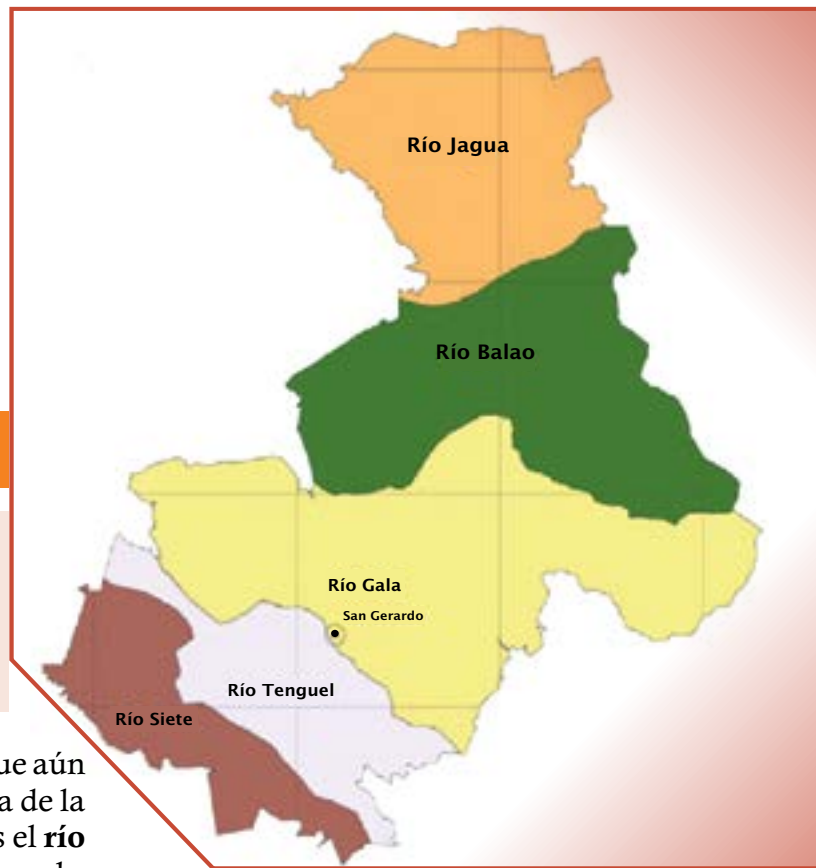 Río Jagua
Río Balao
Río Gala
San Gerardo
Río Tenguel
Río Siete
ue aún
a de la
s el río